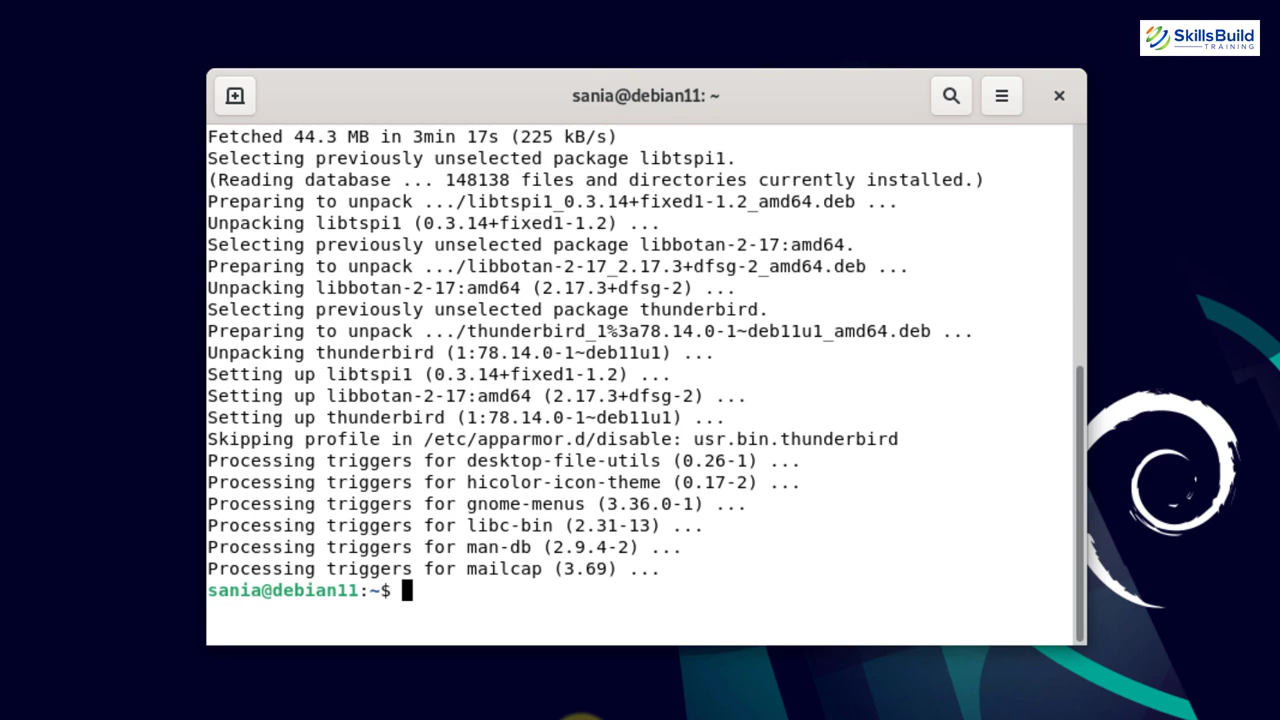 SkillsBuild
TRAINING
sania@debian11: ~
Fetched 44.3 MB in 3min 17s (225 kB/s)
Selecting previously unselected package libtspi1.
(Reading database ... 148138 files and directories currently installed.)
Preparing to unpack .../libtspi1_0.3.14+fixed1-1.2_amd64.deb ...
Unpacking libtspi1 (0.3.14+fixed1-1.2) ...
Selecting previously unselected package libbotan-2-17:amd64.
Preparing to unpack .../libbotan-2-17_2.17.3+dfsg-2_amd64.deb ...
Unpacking libbotan-2-17:amd64 (2.17.3+dfsg-2) ...
Selecting previously unselected package thunderbird.
Preparing to unpack .../thunderbird_1%3a78.14.0-1~deb11u1_amd64.deb ...
Unpacking thunderbird (1:78.14.0-1~deb11u1) ...
Setting up libtspi1 (0.3.14+fixed1-1.2) ...
Setting up libbotan-2-17:amd64 (2.17.3+dfsg-2) ...
Setting up thunderbird (1:78.14.0-1~deb11u1) ...
Skipping profile in /etc/apparmor.d/disable: usr.bin.thunderbird
Processing triggers for desktop-file-utils (0.26-1) ...
Processing triggers for hicolor-icon-theme (0.17-2) ...
Processing triggers for gnome-menus (3.36.0-1) ...
Processing triggers for libc-bin (2.31-13) ...
Processing triggers for man-db (2.9.4-2) ...
Processing triggers for mailcap (3.69) ...
sania@debian11:~$